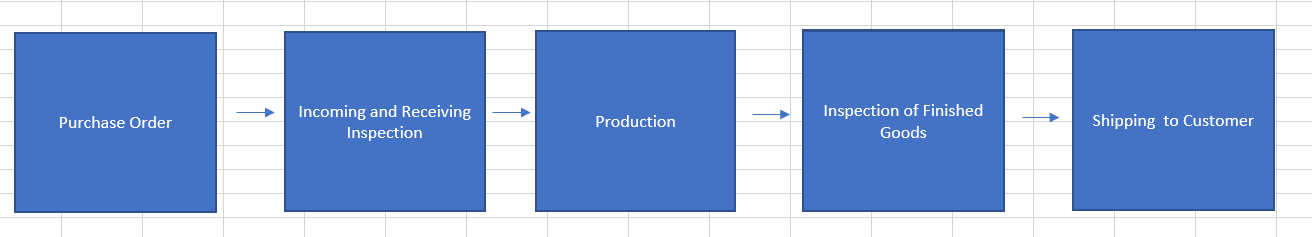 Purchase Order
Incoming and Receiving
Inspection
Production
Inspection of Finished
Goods
Shipping  to Customer